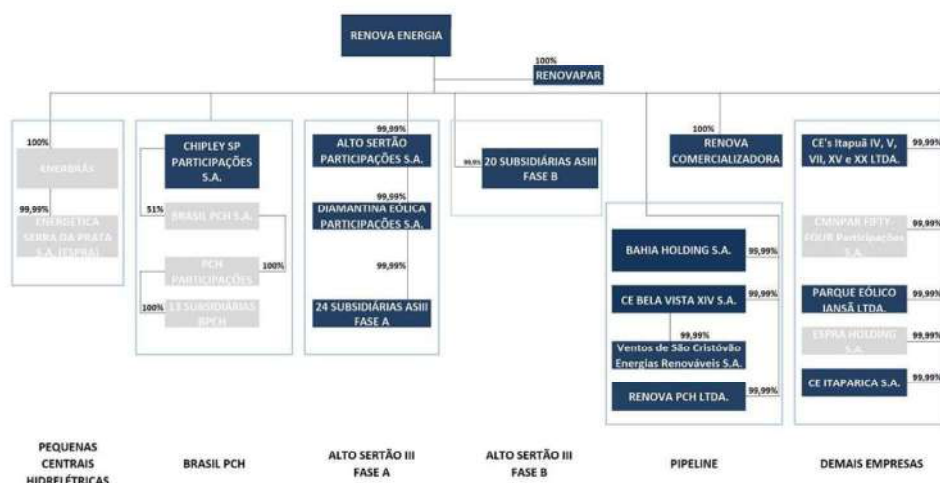 RENOVA ENERGIA
100%
RENOVAPAR
100%
ENERBRÁS
99,99%
ENERGÉTICA
SERRA DA PRATA
S.A. (ESPRA)
CHIPLEY SP
PARTICIPAÇÕES
S.A.
51%
BRASIL PCH S.A.
PCH
PARTICIPAÇÕES
100%
100%
13 SUBSIDIÁRIAS
BPCH
99,99%
ALTO SERTÃO
PARTICIPAÇÕES S.A.
99,99%
DIAMANTINA EÓLICA
PARTICIPAÇÕES S.A.
99,99%
24 SUBSIDIÁRIAS ASIII
FASE A
99,9%
20 SUBSIDIÁRIAS ASIII
FASE B
100%
RENOVA
COMERCIALIZADORA
BAHIA HOLDING S.A.
99,99%
CE BELA VISTA XIV S.A.
99,99%
99,99%
Ventos de São Cristóvão
Energias Renováveis S.A.
RENOVA PCH LTDA.
99,99%
CE's Itapuã IV, V,
VII, XV e XX LTDA.
99,99%
CMNPAR FIFTY-
FOUR Participações
S.A.
99,99%
PARQUE EÓLICO
IANSÃ LTDA.
99,99%
ESPRA HOLDING
S.A.
99,99%
CE ITAPARICA S.A.
99,99%
PEQUENAS
CENTRAIS
HIDRELÉTRICAS
BRASIL PCH
ALTO SERTÃO III
FASE A
ALTO SERTÃO III
FASE B
PIPELINE
DEMAIS EMPRESAS